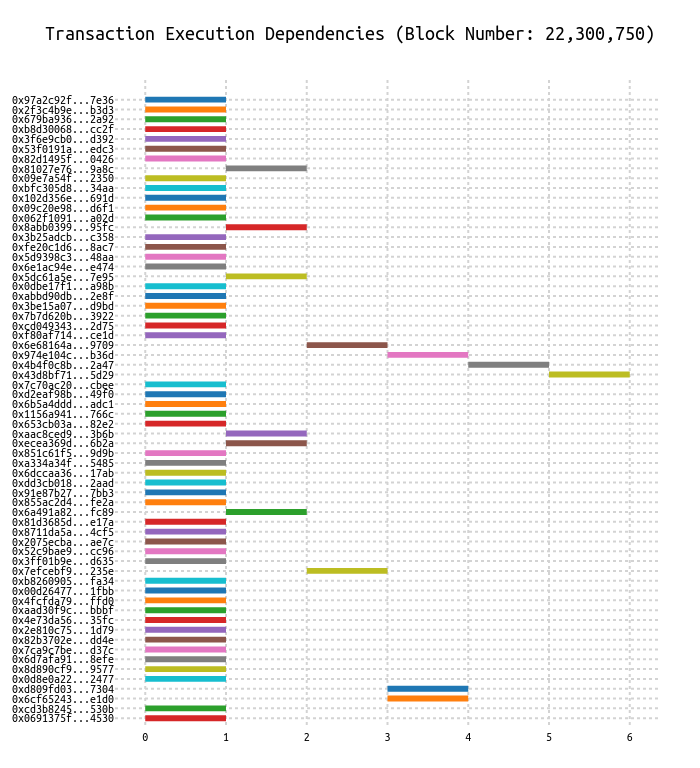 Transaction Execution Dependencies (Block Number: 22,300,750)
0x97a2c92f...7e36
0x2f3c4b9e...b3d3
0x679ba936...2a92
0xb8d30068...cc2f
0x3f6e9cb0...d392
0x53f0191a...edc3
0x82d1495f...0426
0x81027e76...9a8c
0x09e7a54f...2350
0xbfc305d8...34aa
0x102d356e...691d
0x09c20e98...d6f1
0x062f1091...a02d
0x8abb0399...95fc
0x3b25adcb...c358
0xfe20c1d6...8ac7
0x5d9398c3...48aa
0x6e1ac94e...e474
0x5dc61a5e...7e95
0x0dbe17f1...a98b
0xabbd90db...2e8f
0x3be15a07...d9bd
0x7b7d620b...3922
0xcd049343...2d75
0xf80af714...ce1d
0x6e68164a...9709
0x974e104c...b36d
0x4b4f0c8b...2a47
0x43d8bf71...5d29
0x7c70ac20...cbee
0xd2eaf98b...49f0
0x6b5a4ddd...adc1
0x1156a941...766c
0x653cb03a...82e2
0xaac8ced9...3b6b
0xecea369d...6b2a
0x851c61f5...9d9b
0xa334a34f...5485
0x6dccaa36...17ab
0xdd3cb018...2aad
0x91e87b27...7bb3
0x855ac2d4...fe2a
0x6a491a82...fc89
0x81d3685d...e17a
0x8711da5a...4cf5
0x2075ecba...ae7c
0x52c9bae9...cc96
0x3ff01b9e...d635
0x7efcebf9...235e
0xb8260905...fa34
0x00d26477...1fbb
0x4fcfda79...ffd0
0xaad30f9c...bbbf
0x4e73da56...35fc
0x2e810c75...1d79
0x82b3702e...dd4e
0x7ca9c7be...d37c
0x6d7afa91...8efe
0x8d890cf9...9577
0x0d8e0a22...2477
0xd809fd03...7304
0x6cf65243...e1d0
0xcd3b8245...530b
0x0691375f...4530
0 1 2 3 4 5 6